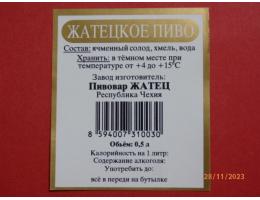 ЖАТЕЦКОЕ ПИВО
Состав: ячменный солод, хмель, вода
Хранить: в тёмном месте при
температуре от +4 до +15°C
Завод изготовитель:
Пивовар ЖАТЕЦ
Республика Чехия
8 594007 310030
Объём: 0,5 л
Калорийность на 1 литр:
Содержание алкоголя:
Употребить до:
всё в переди на бутылке
28/11/2023